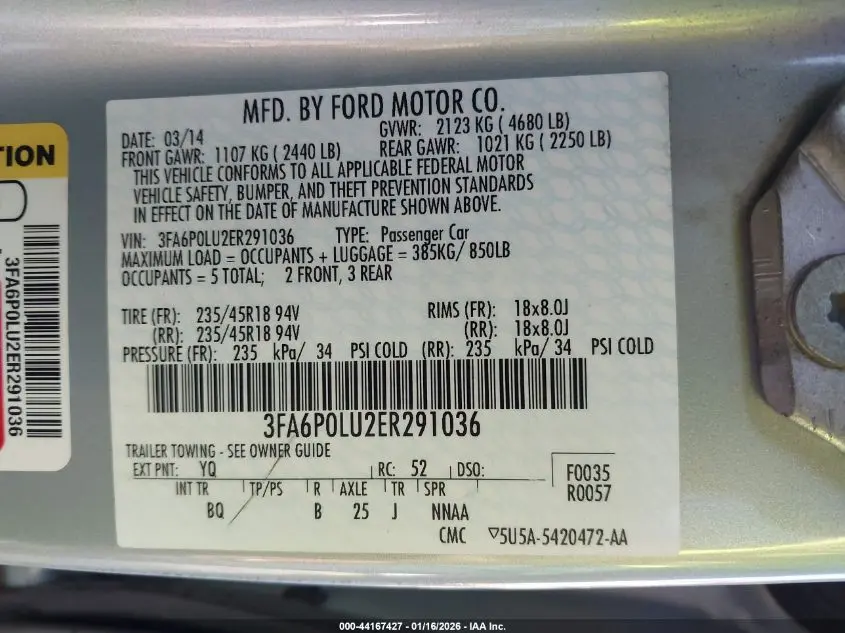 TION
3FA6P0LU2ER291036
MFD. BY FORD MOTOR CO.
DATE: 03/14 GVWR: 2123 KG ( 4680 LB)
FRONT GAWR: 1107 KG ( 2440 LB) REAR GAWR: 1021 KG ( 2250 LB)
THIS VEHICLE CONFORMS TO ALL APPLICABLE FEDERAL MOTOR
VEHICLE SAFETY, BUMPER, AND THEFT PREVENTION STANDARDS
IN EFFECT ON THE DATE OF MANUFACTURE SHOWN ABOVE.
VIN: 3FA6P0LU2ER291036 TYPE: Passenger Car
MAXIMUM LOAD = OCCUPANTS + LUGGAGE = 385KG/ 850LB
OCCUPANTS = 5 TOTAL; 2 FRONT, 3 REAR
TIRE (FR): 235/45R18 94V RIMS (FR): 18x8.0J
(RR): 235/45R18 94V (RR): 18x8.0J
PRESSURE (FR): 235 kPa/ 34 PSI COLD (RR): 235 kPa/ 34 PSI COLD
3FA6P0LU2ER291036
TRAILER TOWING - SEE OWNER GUIDE
EXT PNT: YQ RC: 52 DSO: F0035
INT TR TP/PS R AXLE TR SPR R0057
BQ B 25 J NNAA
CMC ▽5U5A-5420472-AA
000-44167427 - 01/16/2026 - IAA Inc.